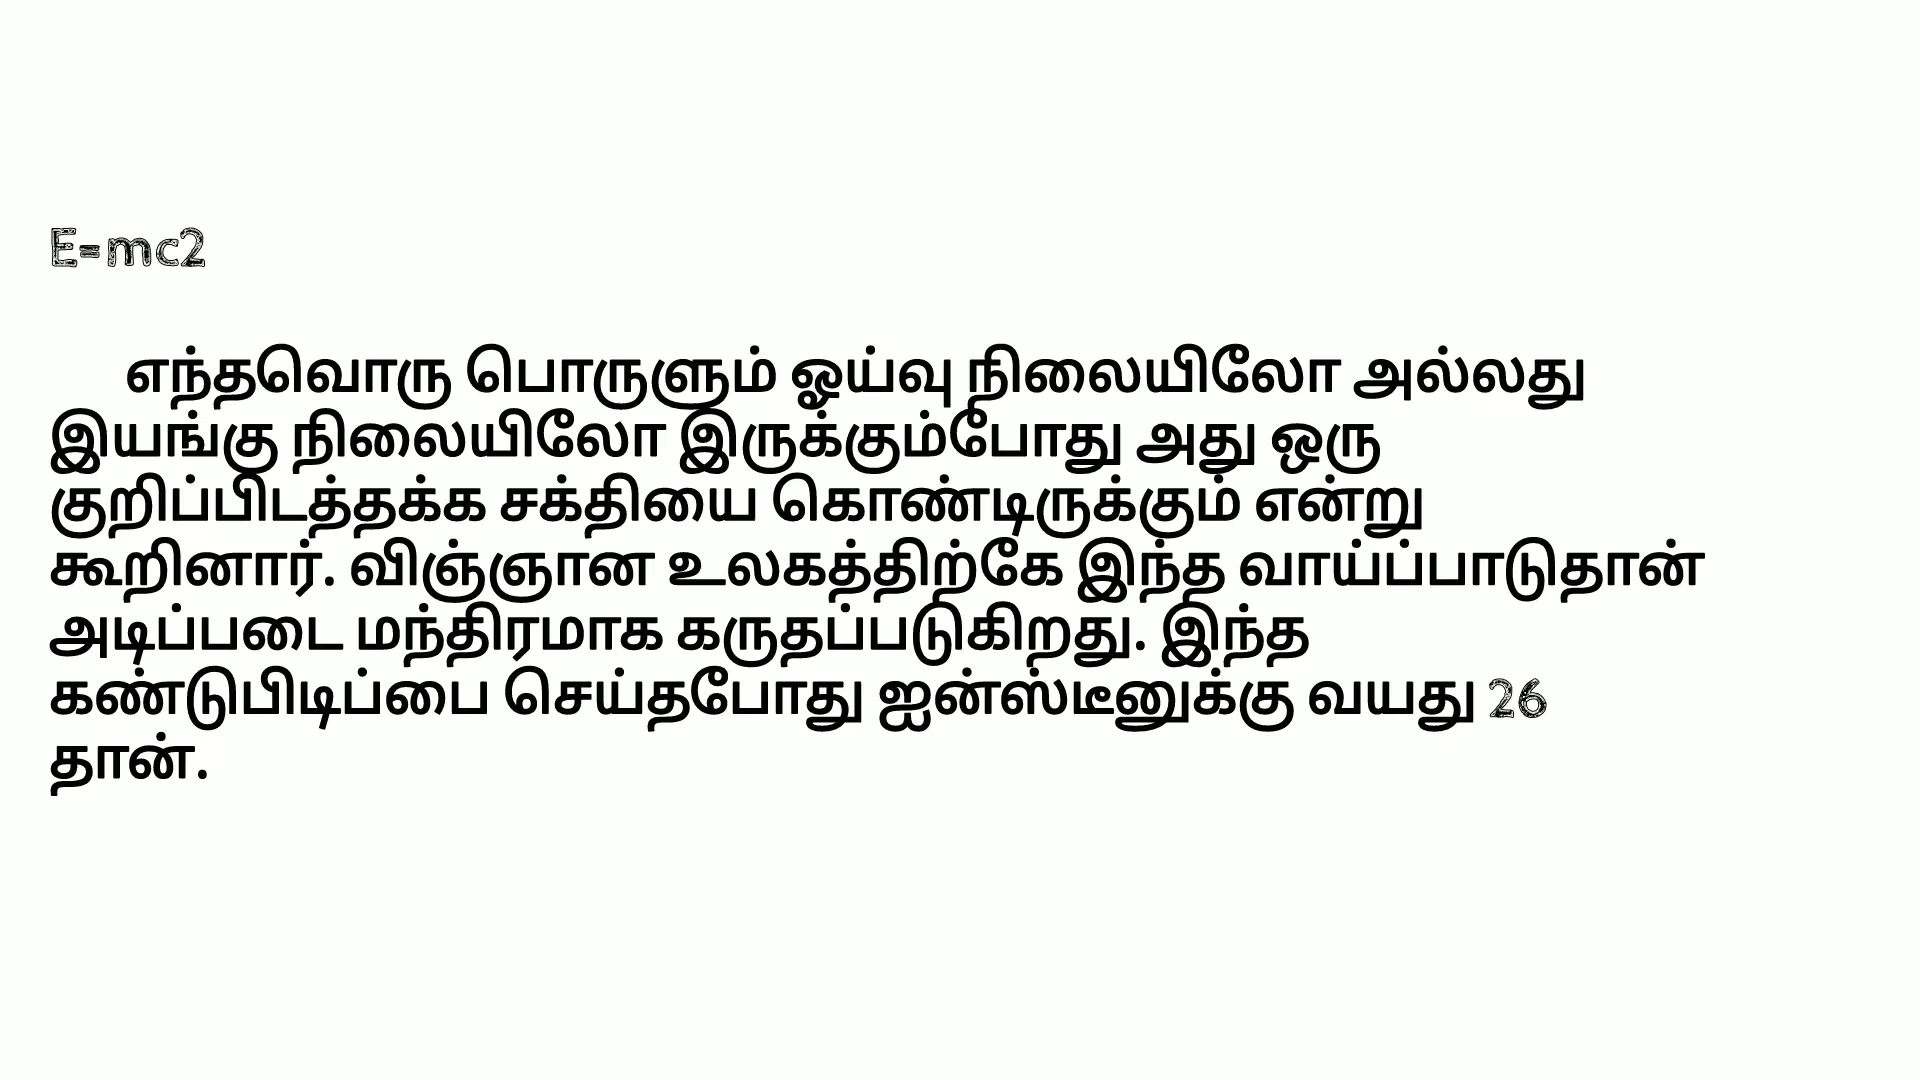 E=mc2
எந்தவொரு பொருளும் ஓய்வு நிலையிலோ அல்லது
இயங்கு நிலையிலோ இருக்கும்போது அது ஒரு
குறிப்பிடத்தக்க சக்தியை கொண்டிருக்கும் என்று
கூறினார். விஞ்ஞான உலகத்திற்கே இந்த வாய்ப்பாடுதான்
அடிப்படை மந்திரமாக கருதப்படுகிறது. இந்த
கண்டுபிடிப்பை செய்தபோது ஐன்ஸ்டீனுக்கு வயது 26
தான்.